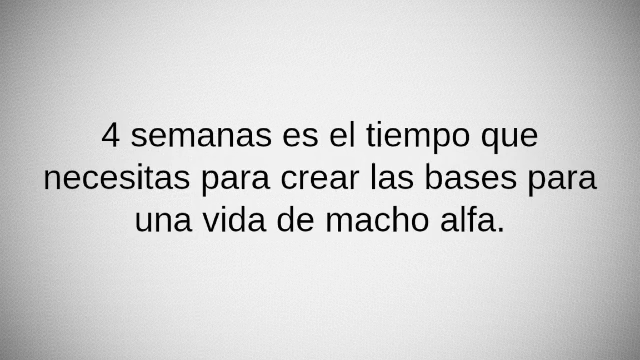 4 semanas es el tiempo que
necesitas para crear las bases para
una vida de macho alfa.